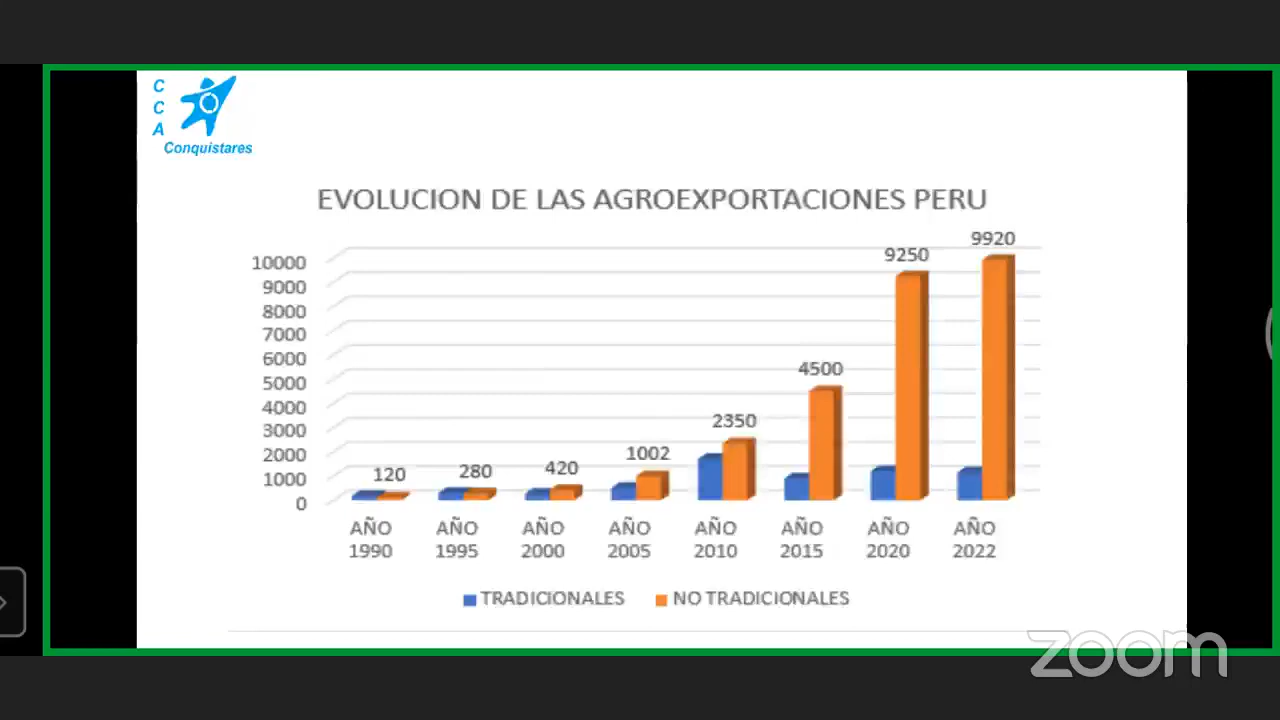 C
C
A
Conquistares
EVOLUCION DE LAS AGROEXPORTACIONES PERU
10000
9000
8000
7000
6000
5000
4000
3000
2000
1000
0
120
280
420
1002
2350
4500
9250
9920
AÑO 1990
AÑO 1995
AÑO 2000
AÑO 2005
AÑO 2010
AÑO 2015
AÑO 2020
AÑO 2022
TRADICIONALES
NO TRADICIONALES
zoom